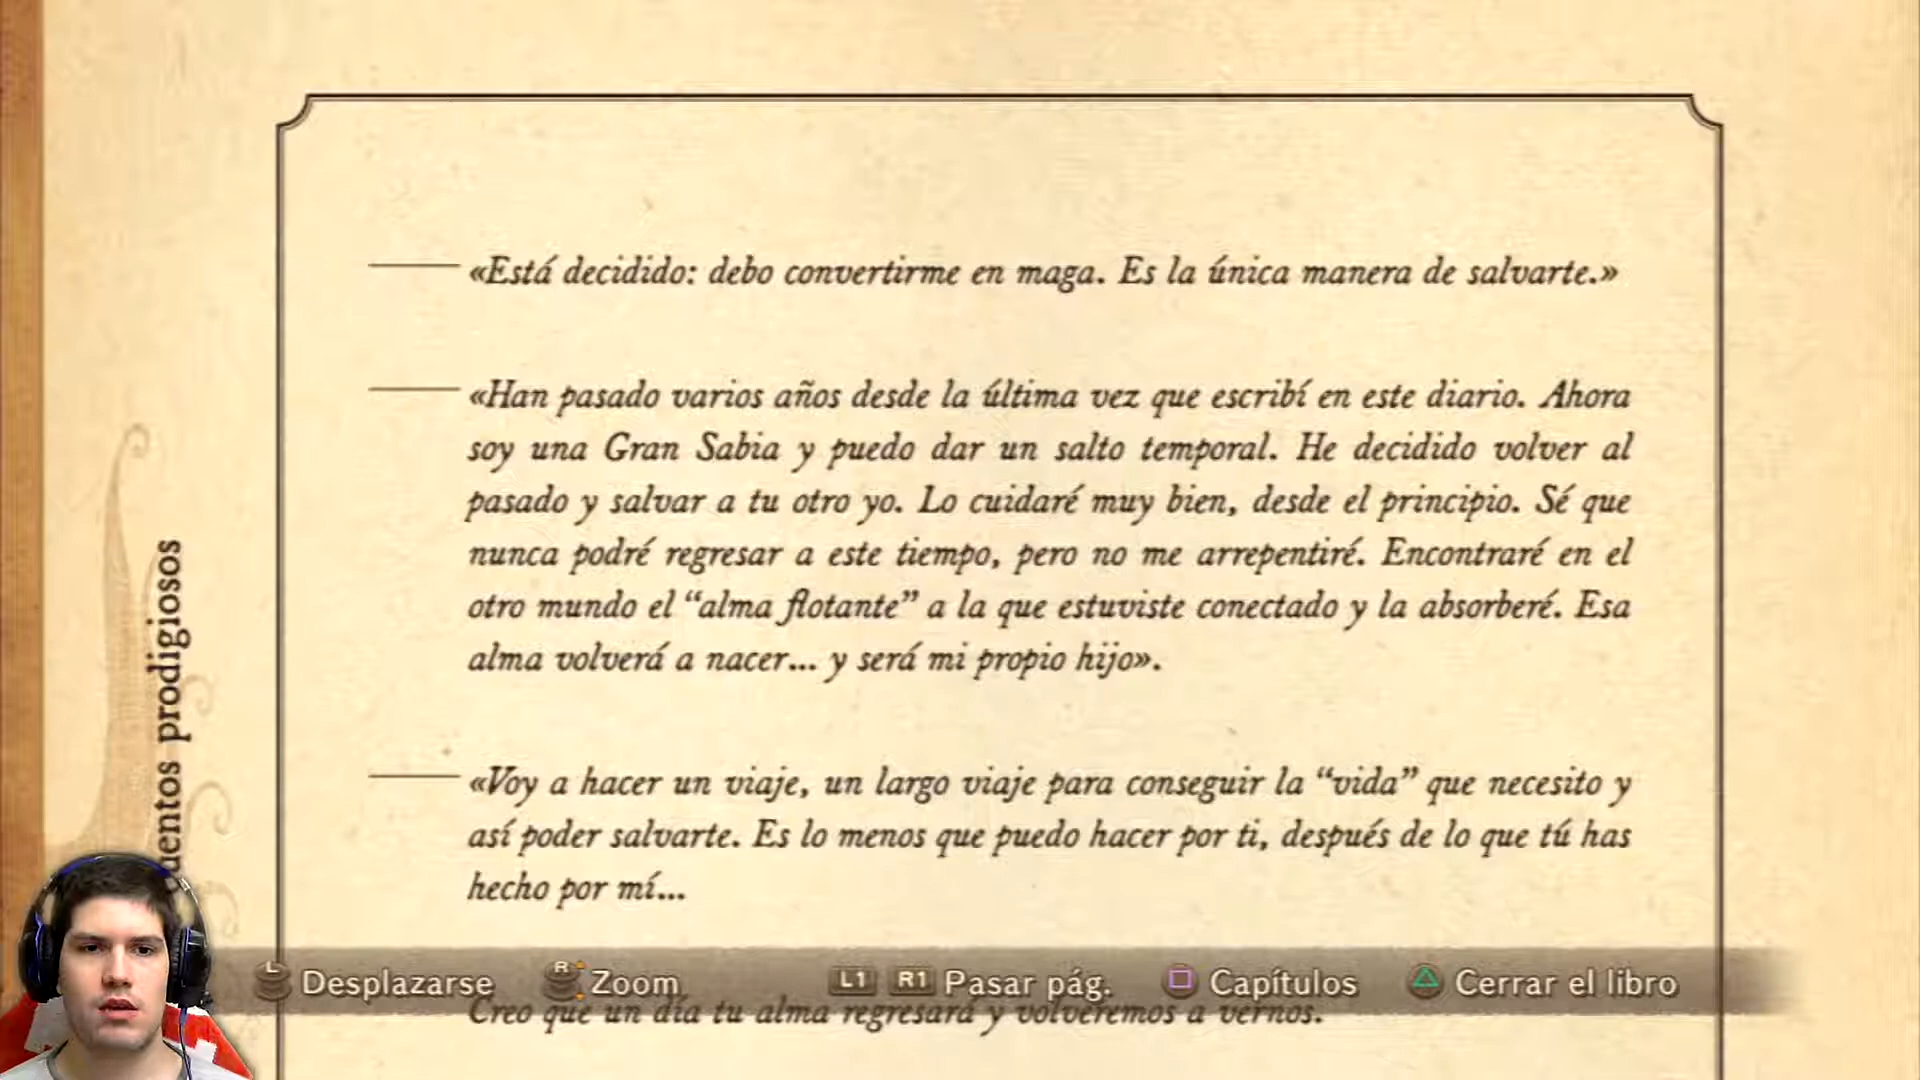 «Está decidido: debo convertirme en maga. Es la única manera de salvarte.»
«Han pasado varios años desde la última vez que escribí en este diario. Ahora
soy una Gran Sabia y puedo dar un salto temporal. He decidido volver al
pasado y salvar a tu otro yo. Lo cuidaré muy bien, desde el principio. Sé que
nunca podré regresar a este tiempo, pero no me arrepentiré. Encontraré en el
otro mundo el “alma flotante” a la que estuviste conectado y la absorberé. Esa
alma volverá a nacer... y será mi propio hijo».
«Voy a hacer un viaje, un largo viaje para conseguir la “vida” que necesito y
así poder salvarte. Es lo menos que puedo hacer por ti, después de lo que tú has
hecho por mí...
Creo que un día tu alma regresará y volveremos a vernos.
uentos prodigiosos
L Desplazarse R Zoom L1 R1 Pasar pág. Capítulos Cerrar el libro